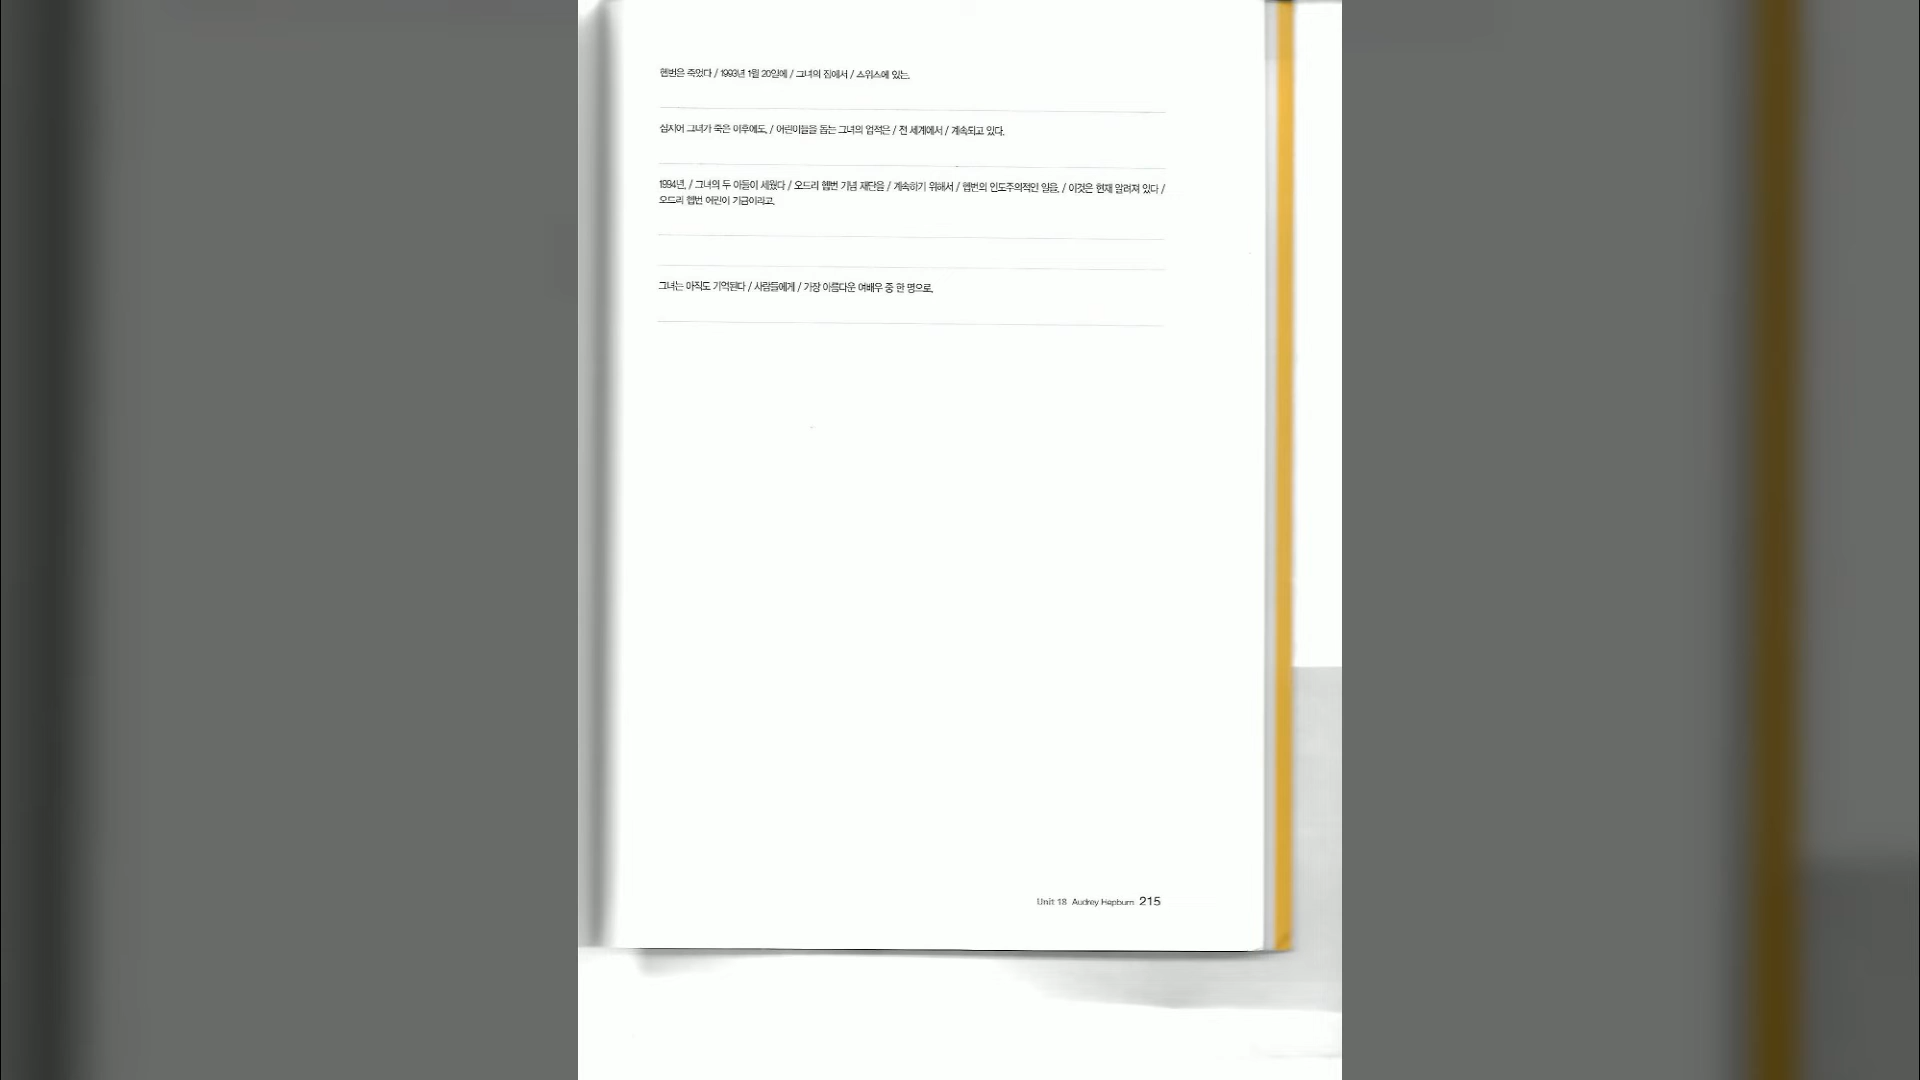 헵번은 죽었다 / 1993년 1월 20일에 / 그녀의 집에서 / 스위스에 있는.
심지어 그녀가 죽은 이후에도, / 어린이들을 돕는 그녀의 업적은 / 전 세계에서 / 계속되고 있다.
1994년, / 그녀의 두 아들이 세웠다 / 오드리 헵번 기념 재단을 / 계속하기 위해서 / 헵번의 인도주의적인 일을, / 이것은 현재 알려져 있다 /
오드리 헵번 어린이 기금이라고.
그녀는 아직도 기억된다 / 사람들에게 / 가장 아름다운 여배우 중 한 명으로.
Unit 18 Audrey Hepburn 215